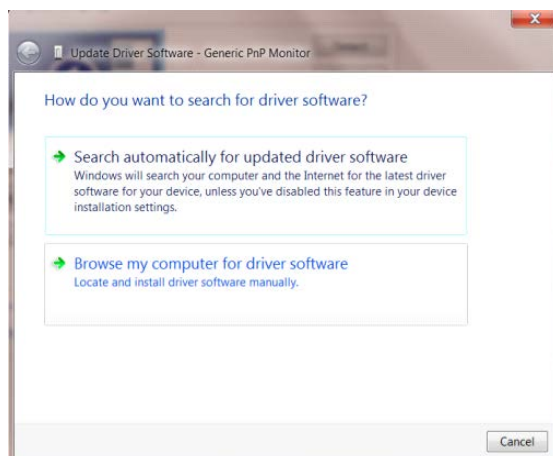 Update Driver Software - Generic PnP Monitor
How do you want to search for driver software?
Search automatically for updated driver software
Windows will search your computer and the Internet for the latest driver
software for your device, unless you've disabled this feature in your device
installation settings.
Browse my computer for driver software
Locate and install driver software manually.
Cancel